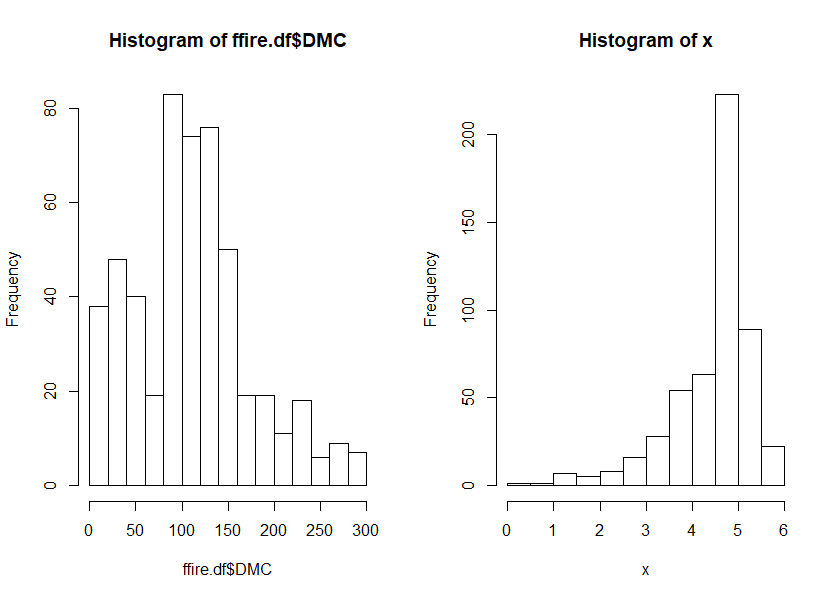 Histogram of ffire.df$DMC
Frequency
0 20 40 60 80
0 50 100 150 200 250 300
ffire.df$DMC
Histogram of x
Frequency
0 50 100 150 200
0 1 2 3 4 5 6
x